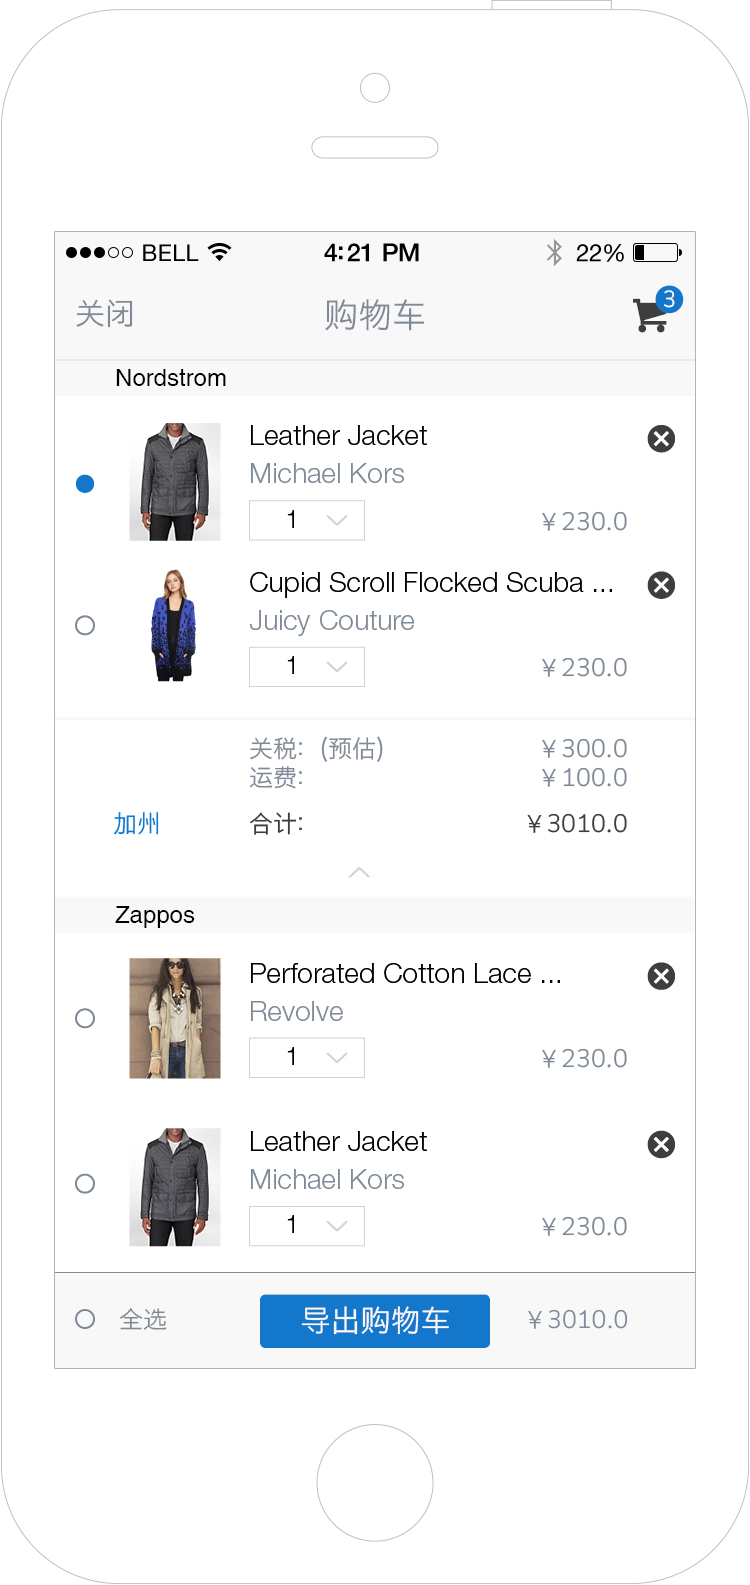 BELL 4:21 PM 22%
关闭 购物车 3
Nordstrom
Leather Jacket
Michael Kors
1 ￥230.0
Cupid Scroll Flocked Scuba ...
Juicy Couture
1 ￥230.0
关税：(预估) ￥300.0
运费： ￥100.0
加州 合计： ￥3010.0
Zappos
Perforated Cotton Lace ...
Revolve
1 ￥230.0
Leather Jacket
Michael Kors
1 ￥230.0
全选 导出购物车 ￥3010.0